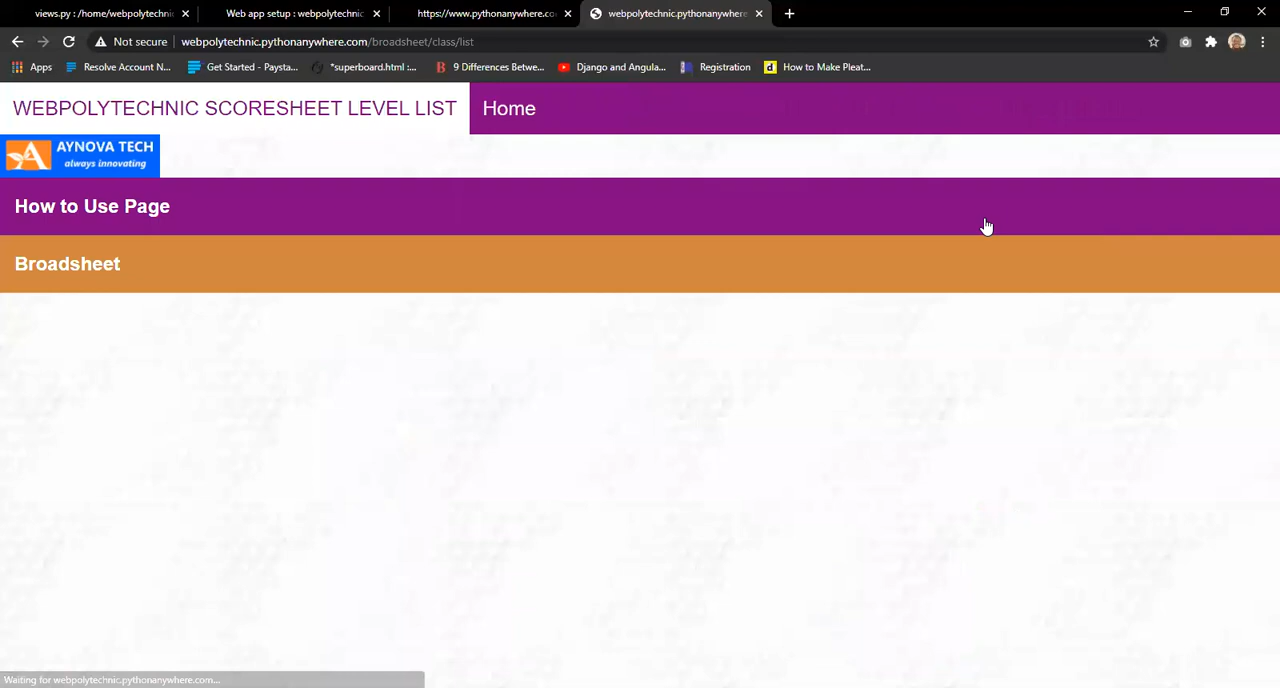 views.py : /home/webpolytechnic
Web app setup : webpolytechnic
https://www.pythonanywhere.co
webpolytechnic.pythonanywhere
Not secure
webpolytechnic.pythonanywhere.com/broadsheet/class/list
Apps
Resolve Account N...
Get Started - Paysta...
*superboard.html :...
9 Differences Betwe...
Django and Angula...
Registration
How to Make Pleat...
WEBPOLYTECHNIC SCORESHEET LEVEL LIST
Home
AYNOVA TECH
always innovating
How to Use Page
Broadsheet
Waiting for webpolytechnic.pythonanywhere.com...